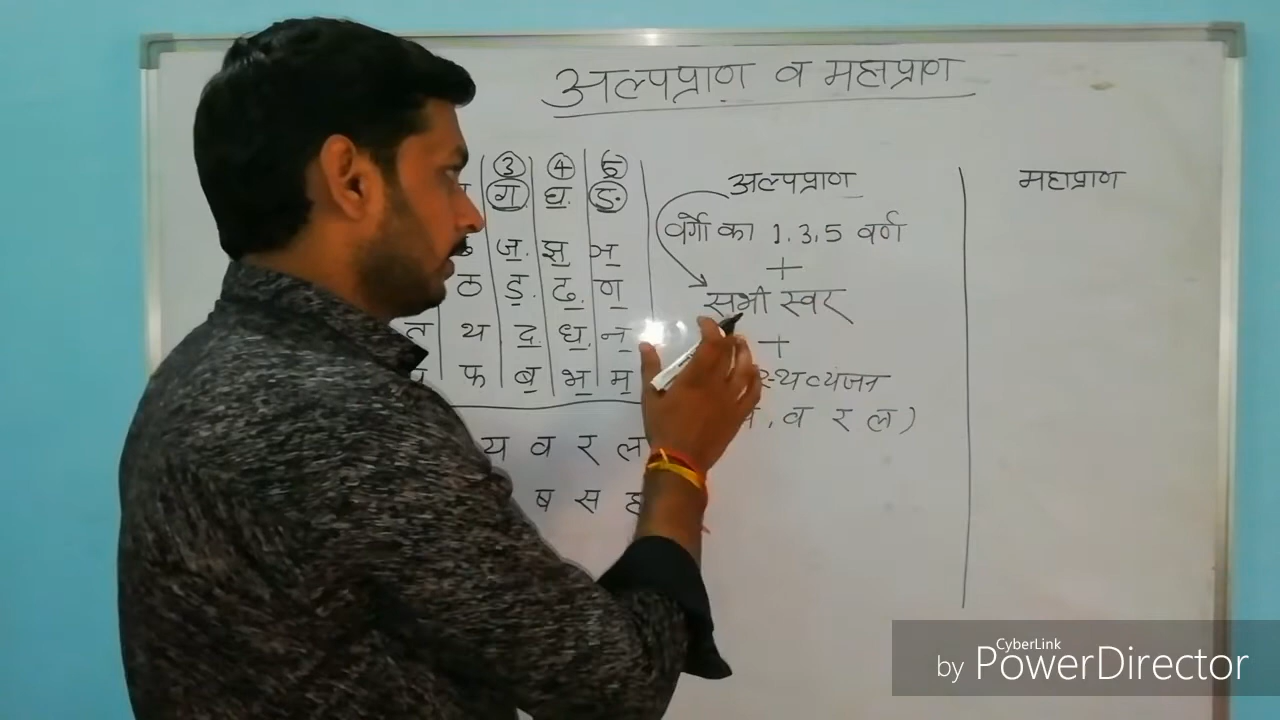 अल्पप्राण व महाप्राण
③ ④ ⑤
ग घ ङ
ज झ ञ
ठ ड ढ ण
त थ द ध न
फ ब भ म
य व र ल
ष स ह
अल्पप्राण
वर्गो का 1, 3, 5 वर्ण
+
सभी स्वर
+
व्यंजन
व र ल)
महाप्राण
CyberLink
by PowerDirector